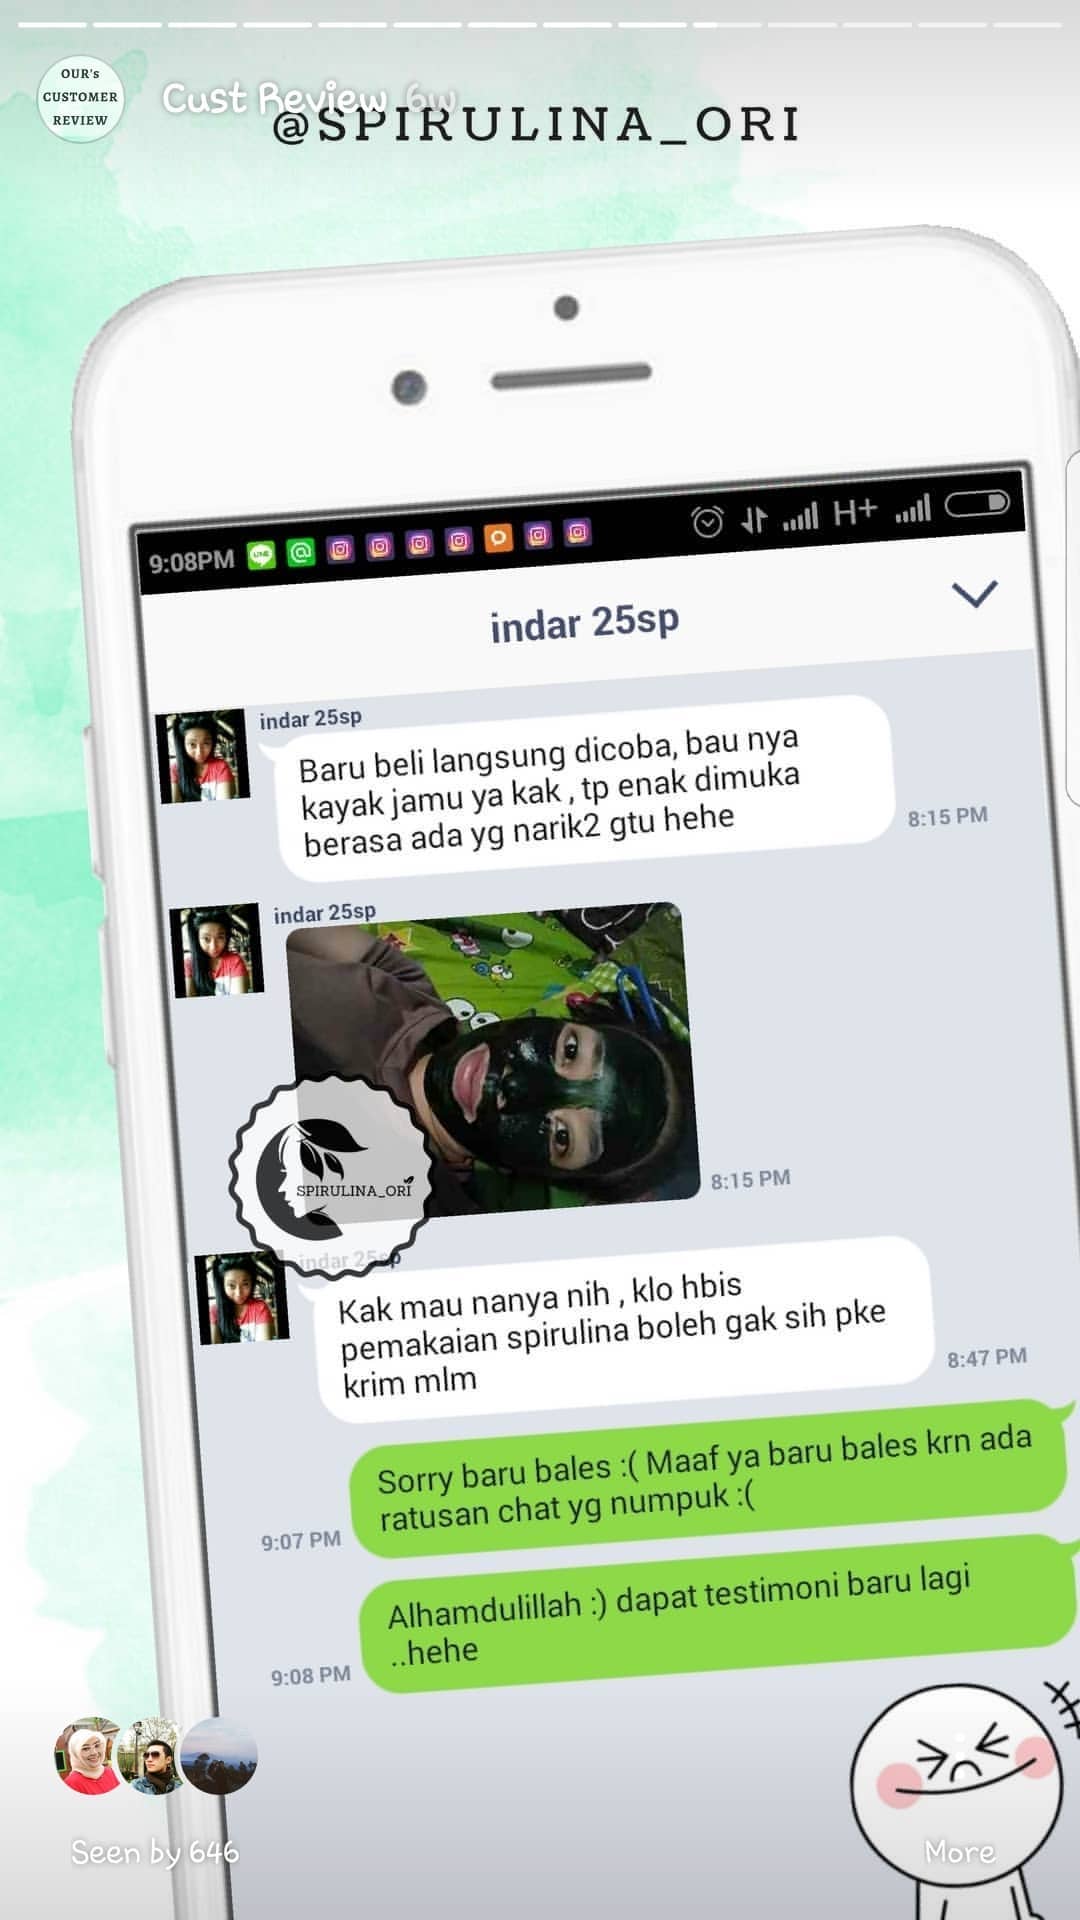 OUR's
CUSTOMER
REVIEW
Cust Review 6w
@SPIRULINA_ORI
9:08PM
LINE
H+
indar 25sp
indar 25sp
Baru beli langsung dicoba, bau nya
kayak jamu ya kak , tp enak dimuka
berasa ada yg narik2 gtu hehe
8:15 PM
indar 25sp
8:15 PM
SPIRULINA_ORI
indar 25sp
Kak mau nanya nih , klo hbis
pemakaian spirulina boleh gak sih pke
krim mlm
8:47 PM
Sorry baru bales :( Maaf ya baru bales krn ada
ratusan chat yg numpuk :(
9:07 PM
Alhamdulillah :) dapat testimoni baru lagi
..hehe
9:08 PM
Seen by 646
More